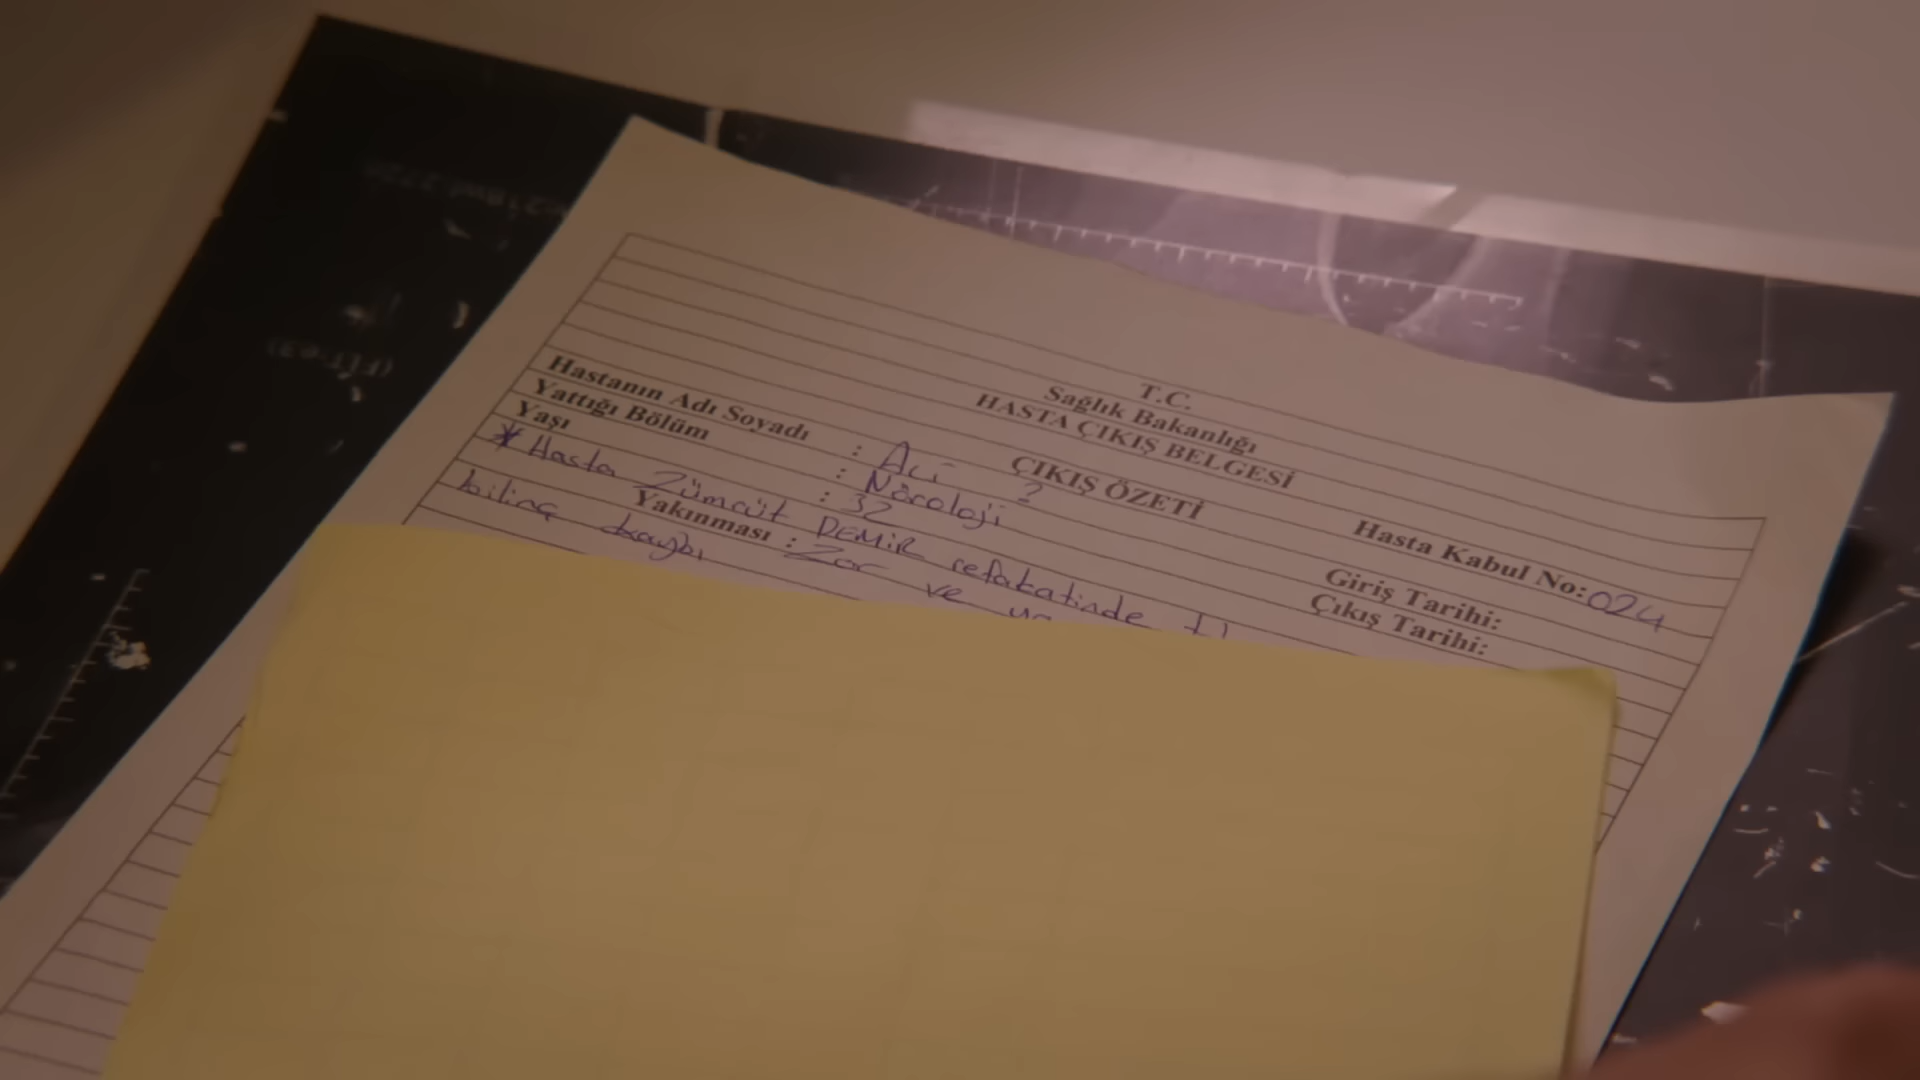 T.C.
Sağlık Bakanlığı
HASTA ÇIKIŞ BELGESİ
ÇIKIŞ ÖZETİ
Hastanın Adı Soyadı : Ali ? Hasta Kabul No: 024
Yattığı Bölüm : Nöroloji Giriş Tarihi:
Yaşı : 32 Çıkış Tarihi:
* Hasta Zümrüt DEMİR refakatinde
Yakınması : Zor ve
bilinç kaybı